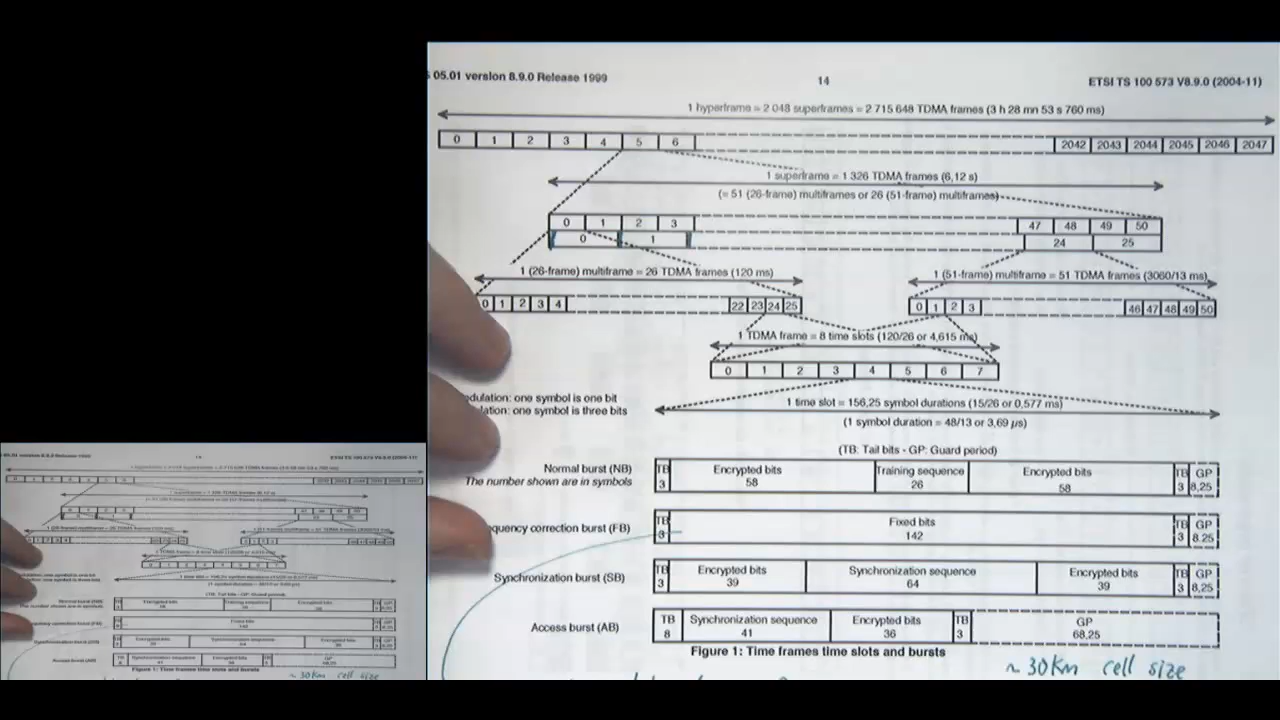 05.01 version 8.9.0 Release 1999
14
ETSI TS 100 573 V8.9.0 (2004-11)
1 hyperframe = 2 048 superframes = 2 715 648 TDMA frames (3 h 28 mn 53 s 760 ms)
0 1 2 3 4 5 6 2042 2043 2044 2045 2046 2047
1 superframe = 1 326 TDMA frames (6,12 s)
(= 51 (26-frame) multiframes or 26 (51-frame) multiframes)
0 1 2 3 47 48 49 50
0 1 24 25
1 (26-frame) multiframe = 26 TDMA frames (120 ms)
1 (51-frame) multiframe = 51 TDMA frames (3060/13 ms)
0 1 2 3 4 22 23 24 25
0 1 2 3 46 47 48 49 50
1 TDMA frame = 8 time slots (120/26 or 4,615 ms)
0 1 2 3 4 5 6 7
: one symbol is one bit
: one symbol is three bits
1 time slot = 156,25 symbol durations (15/26 or 0,577 ms)
(1 symbol duration = 48/13 or 3,69 µs)
(TB: Tail bits - GP: Guard period)
Normal burst (NB)
The number shown are in symbols
TB Encrypted bits Training sequence Encrypted bits TB GP
3 58 26 58 3 8,25
correction burst (FB)
TB Fixed bits TB GP
3 142 3 8,25
Synchronization burst (SB)
TB Encrypted bits Synchronization sequence Encrypted bits TB GP
3 39 64 39 3 8,25
Access burst (AB)
TB Synchronization sequence Encrypted bits TB GP
8 41 36 3 68,25
Figure 1: Time frames time slots and bursts
~ 30Km cell size